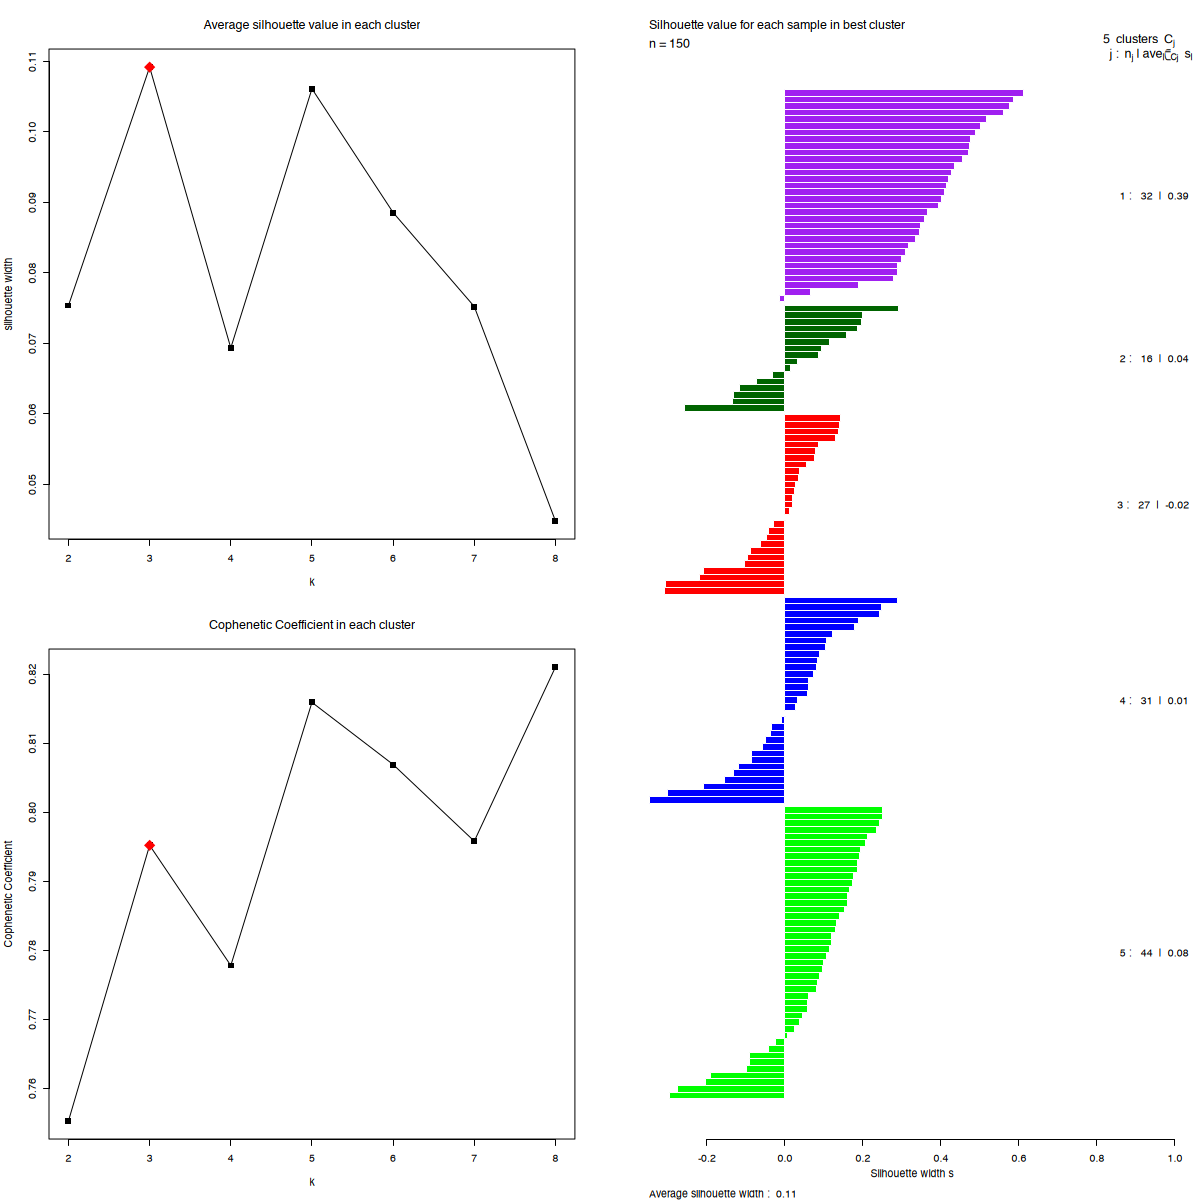 Average silhouette value in each cluster
silhouette width
0.11
0.10
0.09
0.08
0.07
0.06
0.05
2 3 4 5 6 7 8
k
Cophenetic Coefficient in each cluster
Cophenetic Coefficient
0.82
0.81
0.80
0.79
0.78
0.77
0.76
2 3 4 5 6 7 8
k
Silhouette value for each sample in best cluster
n = 150
5 clusters Cj
j : nj | ave i∈Cj si
1 : 32 | 0.39
2 : 16 | 0.04
3 : 27 | -0.02
4 : 31 | 0.01
5 : 44 | 0.08
-0.2 0.0 0.2 0.4 0.6 0.8 1.0
Silhouette width s
Average silhouette width : 0.11